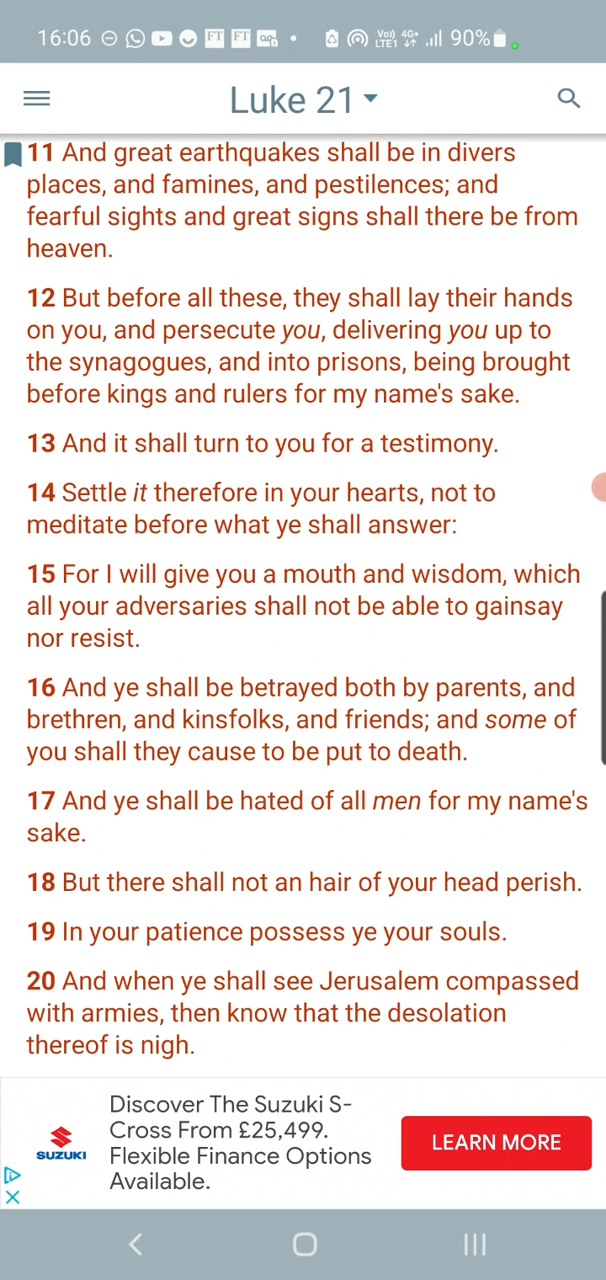 16:06 FT FT Vo) 4G+ LTE1 90%
Luke 21
11 And great earthquakes shall be in divers
places, and famines, and pestilences; and
fearful sights and great signs shall there be from
heaven.
12 But before all these, they shall lay their hands
on you, and persecute you, delivering you up to
the synagogues, and into prisons, being brought
before kings and rulers for my name's sake.
13 And it shall turn to you for a testimony.
14 Settle it therefore in your hearts, not to
meditate before what ye shall answer:
15 For I will give you a mouth and wisdom, which
all your adversaries shall not be able to gainsay
nor resist.
16 And ye shall be betrayed both by parents, and
brethren, and kinsfolks, and friends; and some of
you shall they cause to be put to death.
17 And ye shall be hated of all men for my name's
sake.
18 But there shall not an hair of your head perish.
19 In your patience possess ye your souls.
20 And when ye shall see Jerusalem compassed
with armies, then know that the desolation
thereof is nigh.
Discover The Suzuki S-
Cross From £25,499.
Flexible Finance Options
Available.
SUZUKI
LEARN MORE